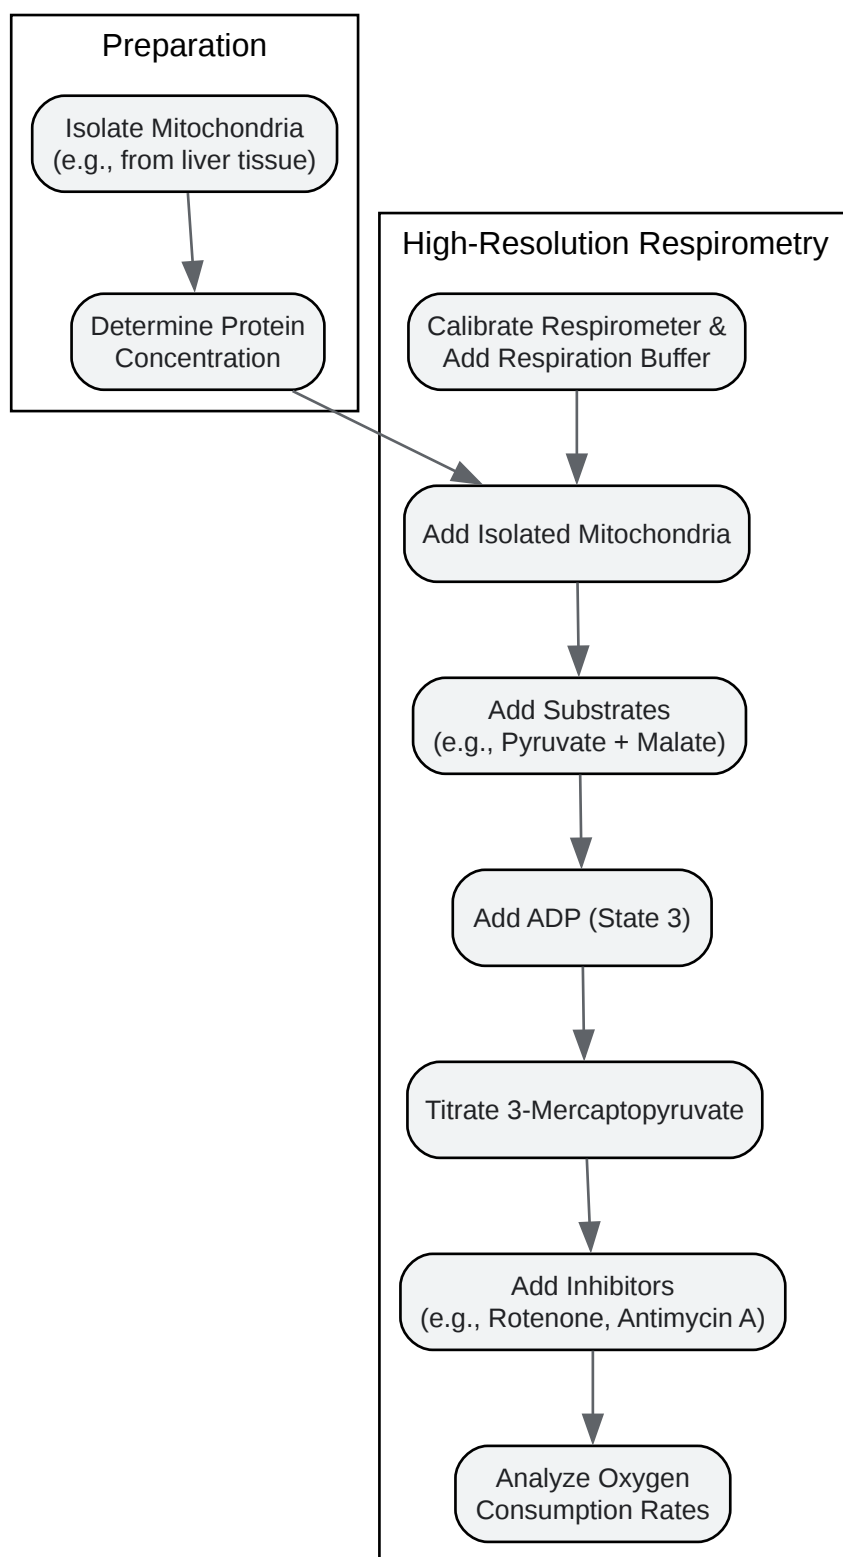 Preparation
Isolate Mitochondria
(e.g., from liver tissue)
Determine Protein
Concentration
High-Resolution Respirometry
Calibrate Respirometer &
Add Respiration Buffer
Add Isolated Mitochondria
Add Substrates
(e.g., Pyruvate + Malate)
Add ADP (State 3)
Titrate 3-Mercaptopyruvate
Add Inhibitors
(e.g., Rotenone, Antimycin A)
Analyze Oxygen
Consumption Rates